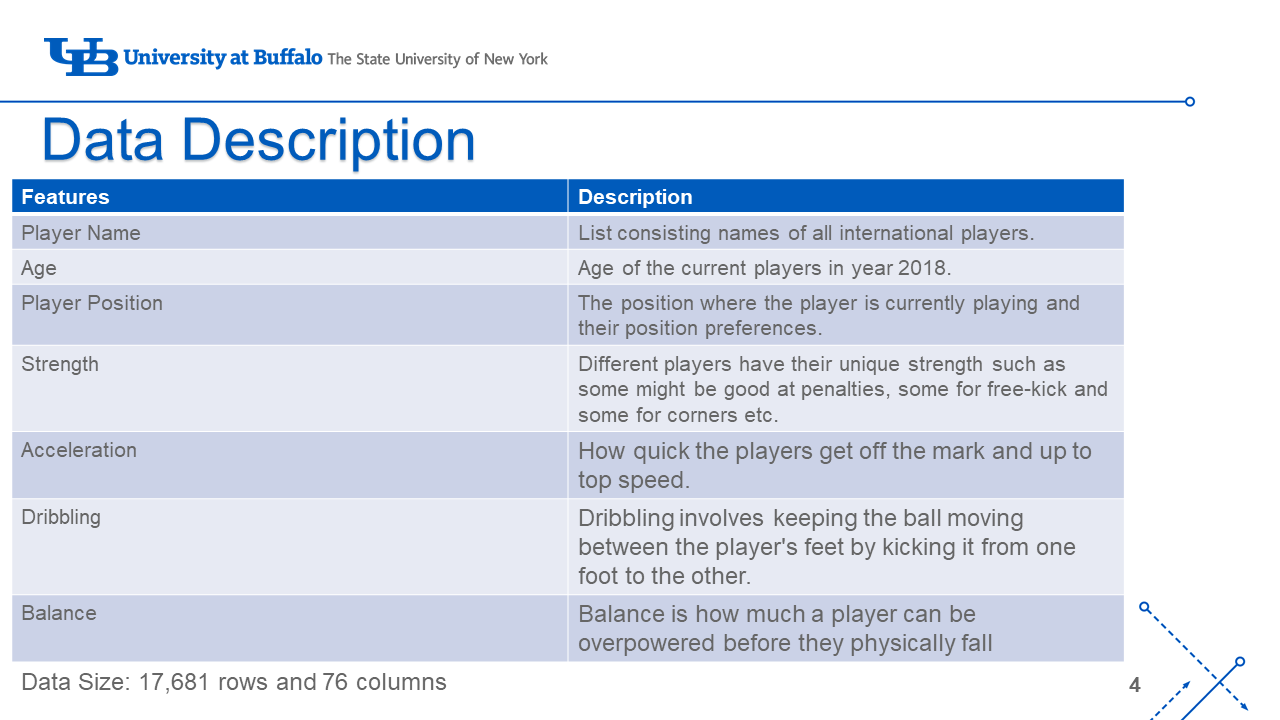 UB University at Buffalo The State University of New York
Data Description
Features Description
Player Name List consisting names of all international players.
Age Age of the current players in year 2018.
Player Position The position where the player is currently playing and
their position preferences.
Strength Different players have their unique strength such as
some might be good at penalties, some for free-kick and
some for corners etc.
Acceleration How quick the players get off the mark and up to
top speed.
Dribbling Dribbling involves keeping the ball moving
between the player's feet by kicking it from one
foot to the other.
Balance Balance is how much a player can be
overpowered before they physically fall
Data Size: 17,681 rows and 76 columns
4